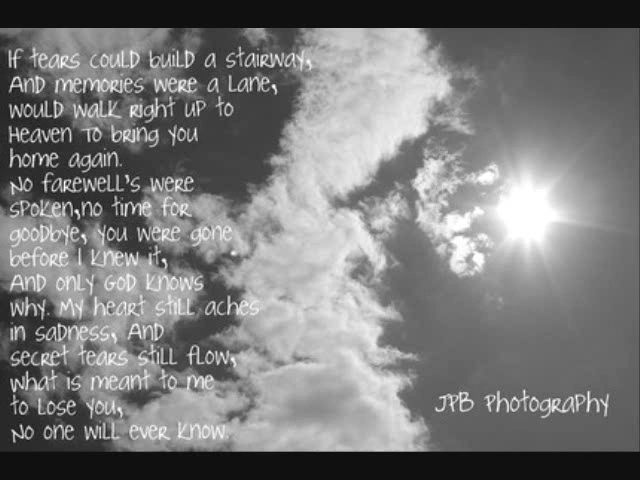 If tears could build a stairway,
And memories were a lane,
would walk right up to
Heaven to bring you
home again.
No farewell's were
spoken,no time for
goodbye, you were gone
before I knew it,
And only God knows
why. My heart still aches
in sadness, And
secret tears still flow,
what is meant to me
to lose you,
No one will ever know.
JPB Photography